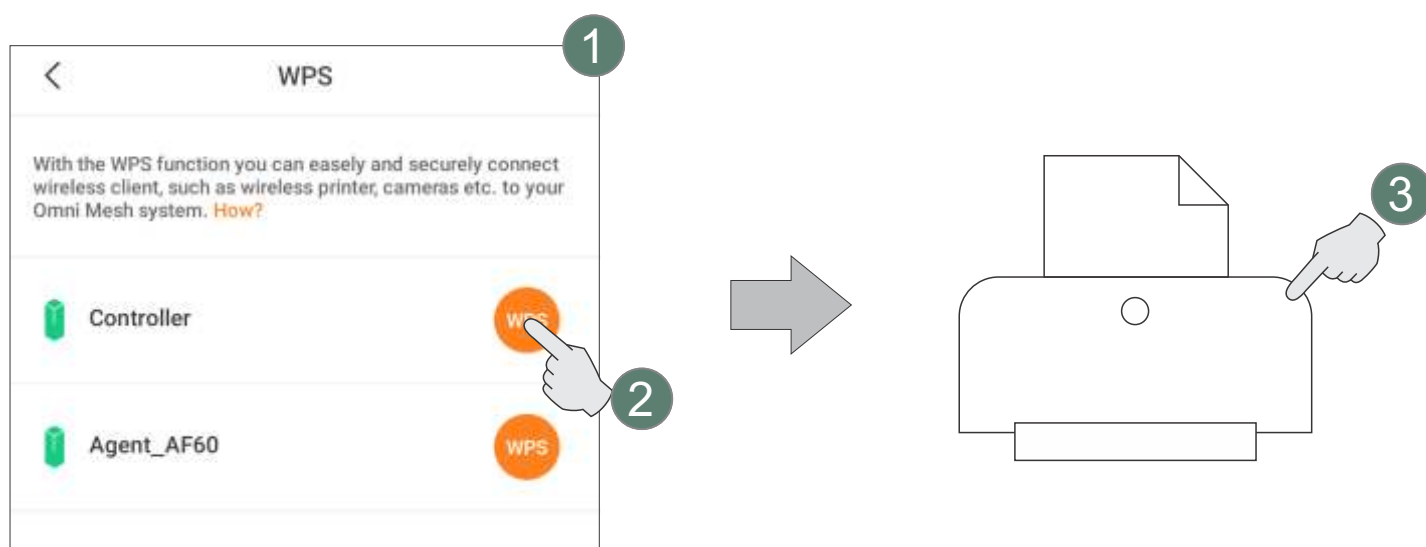 1
WPS
With the WPS function you can easely and securely connect
wireless client, such as wireless printer, cameras etc. to your
Omni Mesh system. How?
3
Controller
2
Agent_AF60
WPS